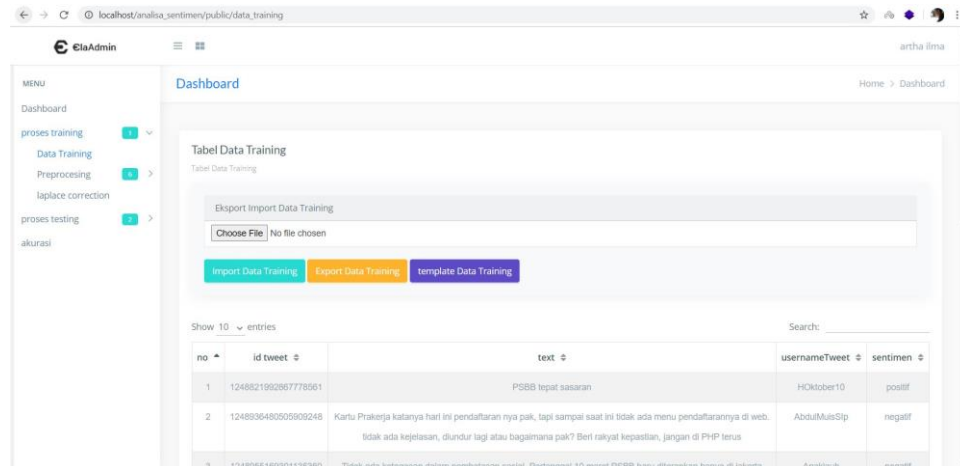 localhost/analisa_sentimen/public/data_training
ElaAdmin
artha ilma
MENU
Dashboard
Home > Dashboard
Dashboard
proses training 3
Data Training
Preprocesing 6
laplace correction
proses testing 2
akurasi
Tabel Data Training
Tabel Data Training
Eksport Import Data Training
Choose File No file chosen
Import Data Training Export Data Training template Data Training
Show 10 entries
Search:
no id tweet text usernameTweet sentimen
1 1248821992867778561 PSBB tepat sasaran HOktober10 positif
2 1248936480505909248 Kartu Prakerja katanya hari ini pendaftaran nya pak, tapi sampai saat ini tidak ada menu pendaftarannya di web. AbdulMuisSlp negatif
tidak ada kejelasan, diundur lagi atau bagaimana pak? Beri rakyat kepastian, jangan di PHP terus